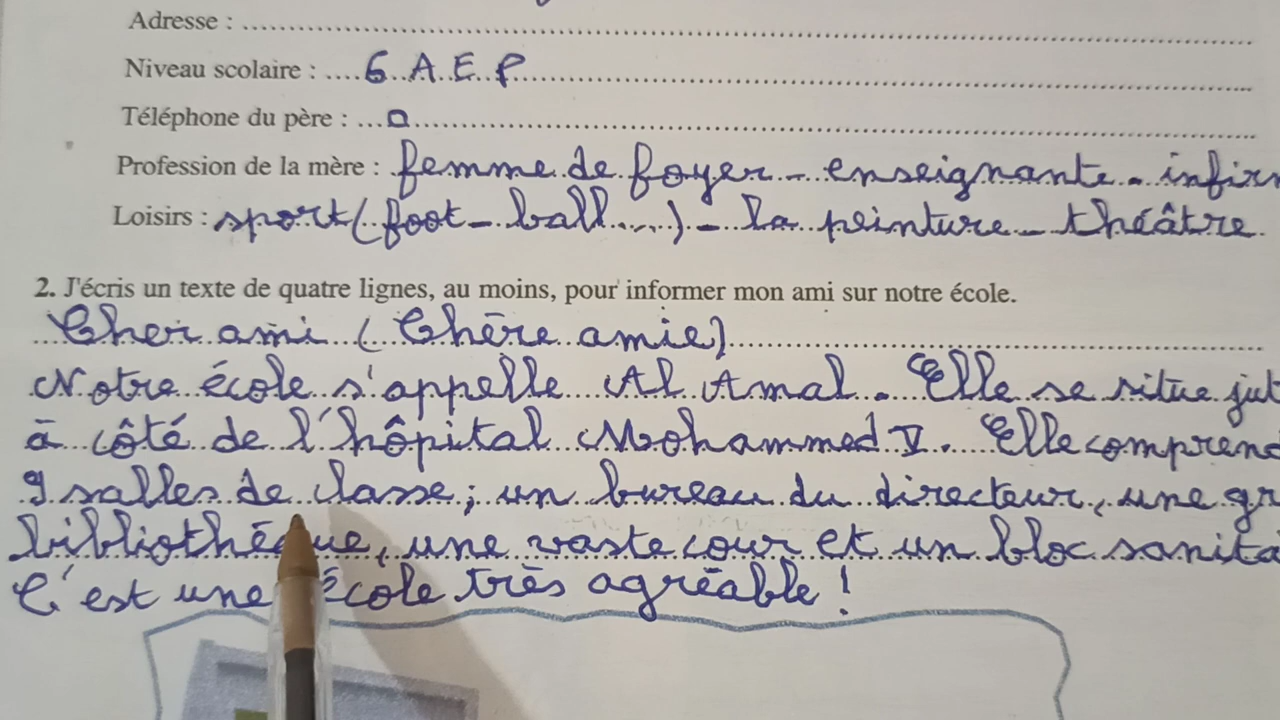 Adresse :
Niveau scolaire : 6 A E P
Téléphone du père :
Profession de la mère : femme de foyer - enseignante - infir
Loisirs : sport (foot - ball ....) - la peinture - théâtre
2. J'écris un texte de quatre lignes, au moins, pour informer mon ami sur notre école.
Cher ami ( Chère amie)
Notre école s'appelle Al Amal. Elle se situe jut
à côté de l'hôpital Mohammed V. Elle comprend
9 salles de classe; un bureau du directeur, une gr
bibliothè ue, une vaste cour et un bloc sanita
C'est une école très agréable !